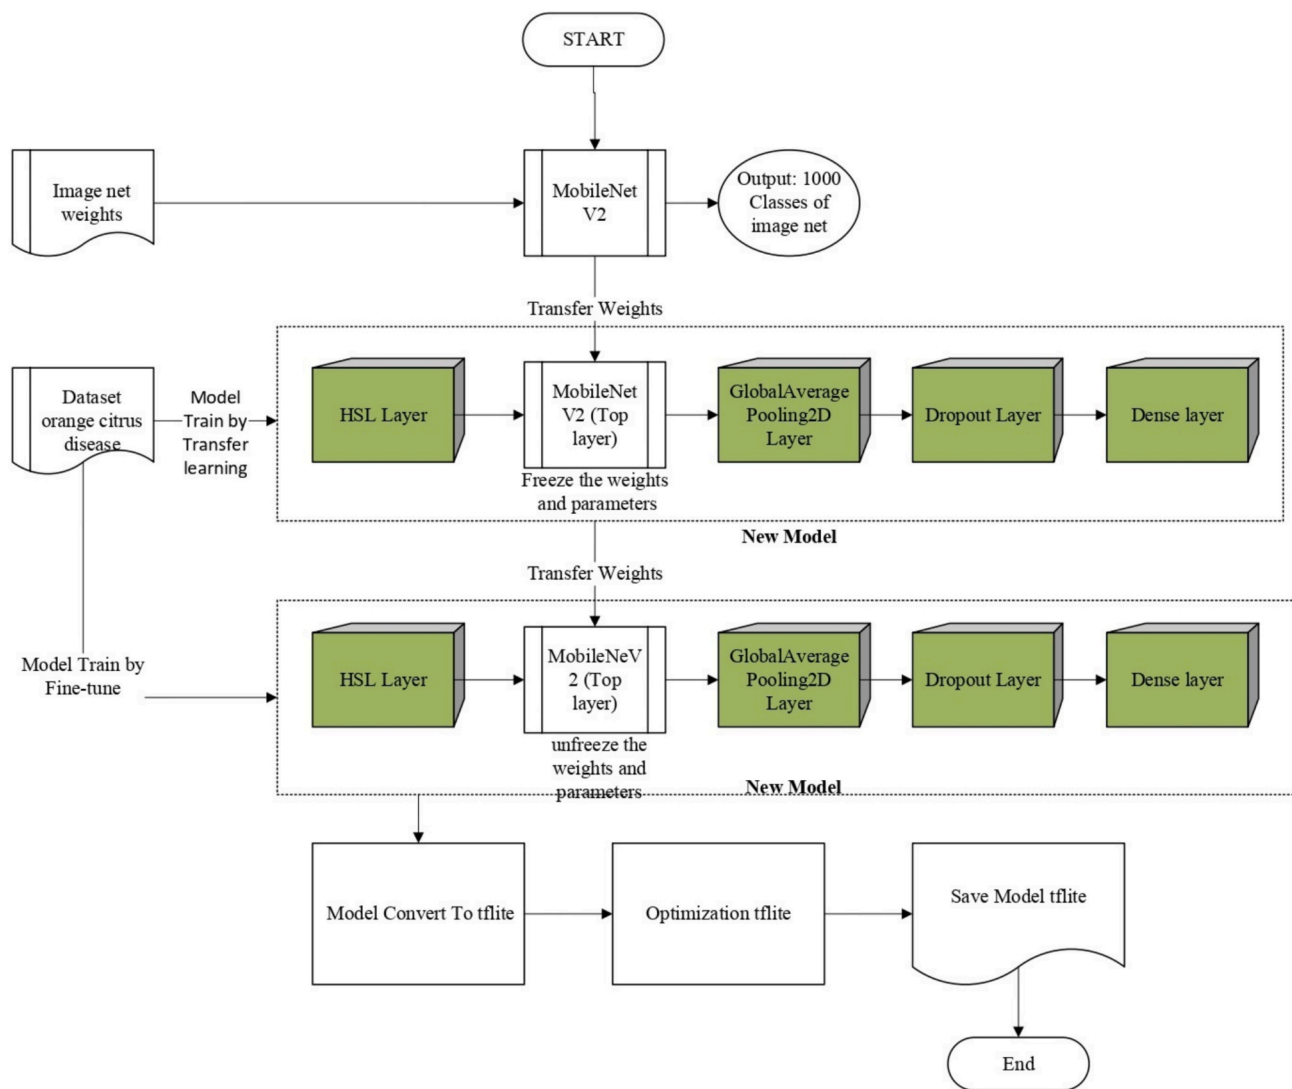 START
Image net
weights
MobileNet
V2
Output: 1000
Classes of
image net
Transfer Weights
Dataset
orange citrus
disease
Model
Train by
Transfer
learning
HSL Layer
MobileNet
V2 (Top
layer)
Freeze the weights
and parameters
GlobalAverage
Pooling2D
Layer
Dropout Layer
Dense layer
New Model
Transfer Weights
Model Train by
Fine-tune
HSL Layer
MobileNeV
2 (Top
layer)
unfreeze the
weights and
parameters
GlobalAverage
Pooling2D
Layer
Dropout Layer
Dense layer
New Model
Model Convert To tflite
Optimization tflite
Save Model tflite
End